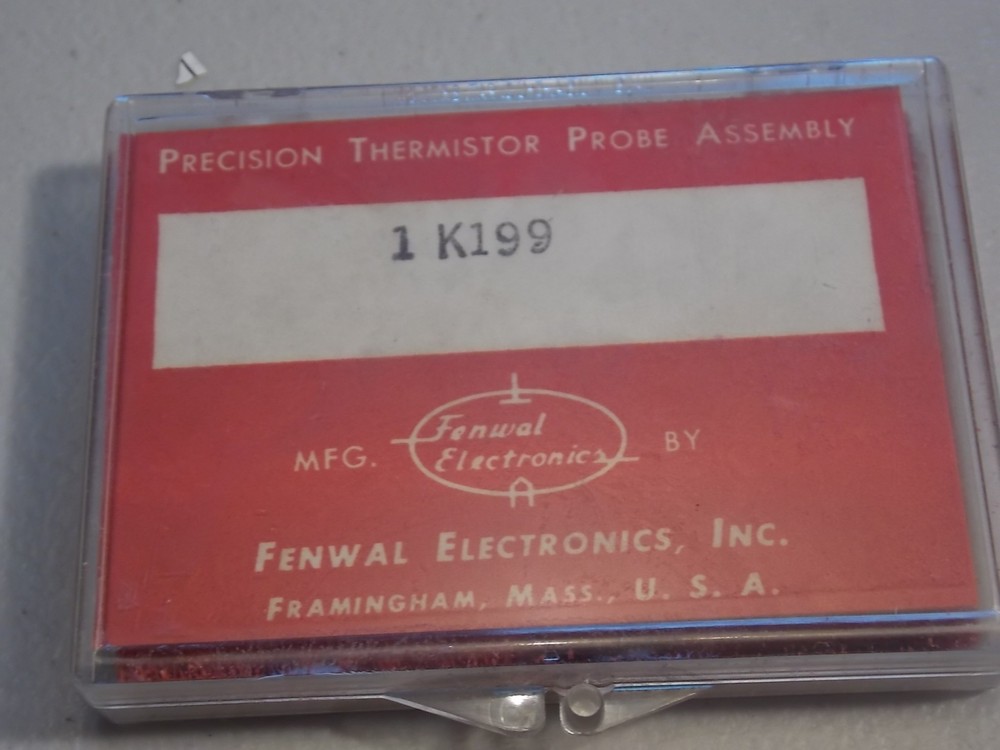 PRECISION THERMISTOR PROBE ASSEMBLY
1 K199
MFG. Fenwal Electronics BY
FENWAL ELECTRONICS, INC.
FRAMINGHAM, MASS., U. S. A.